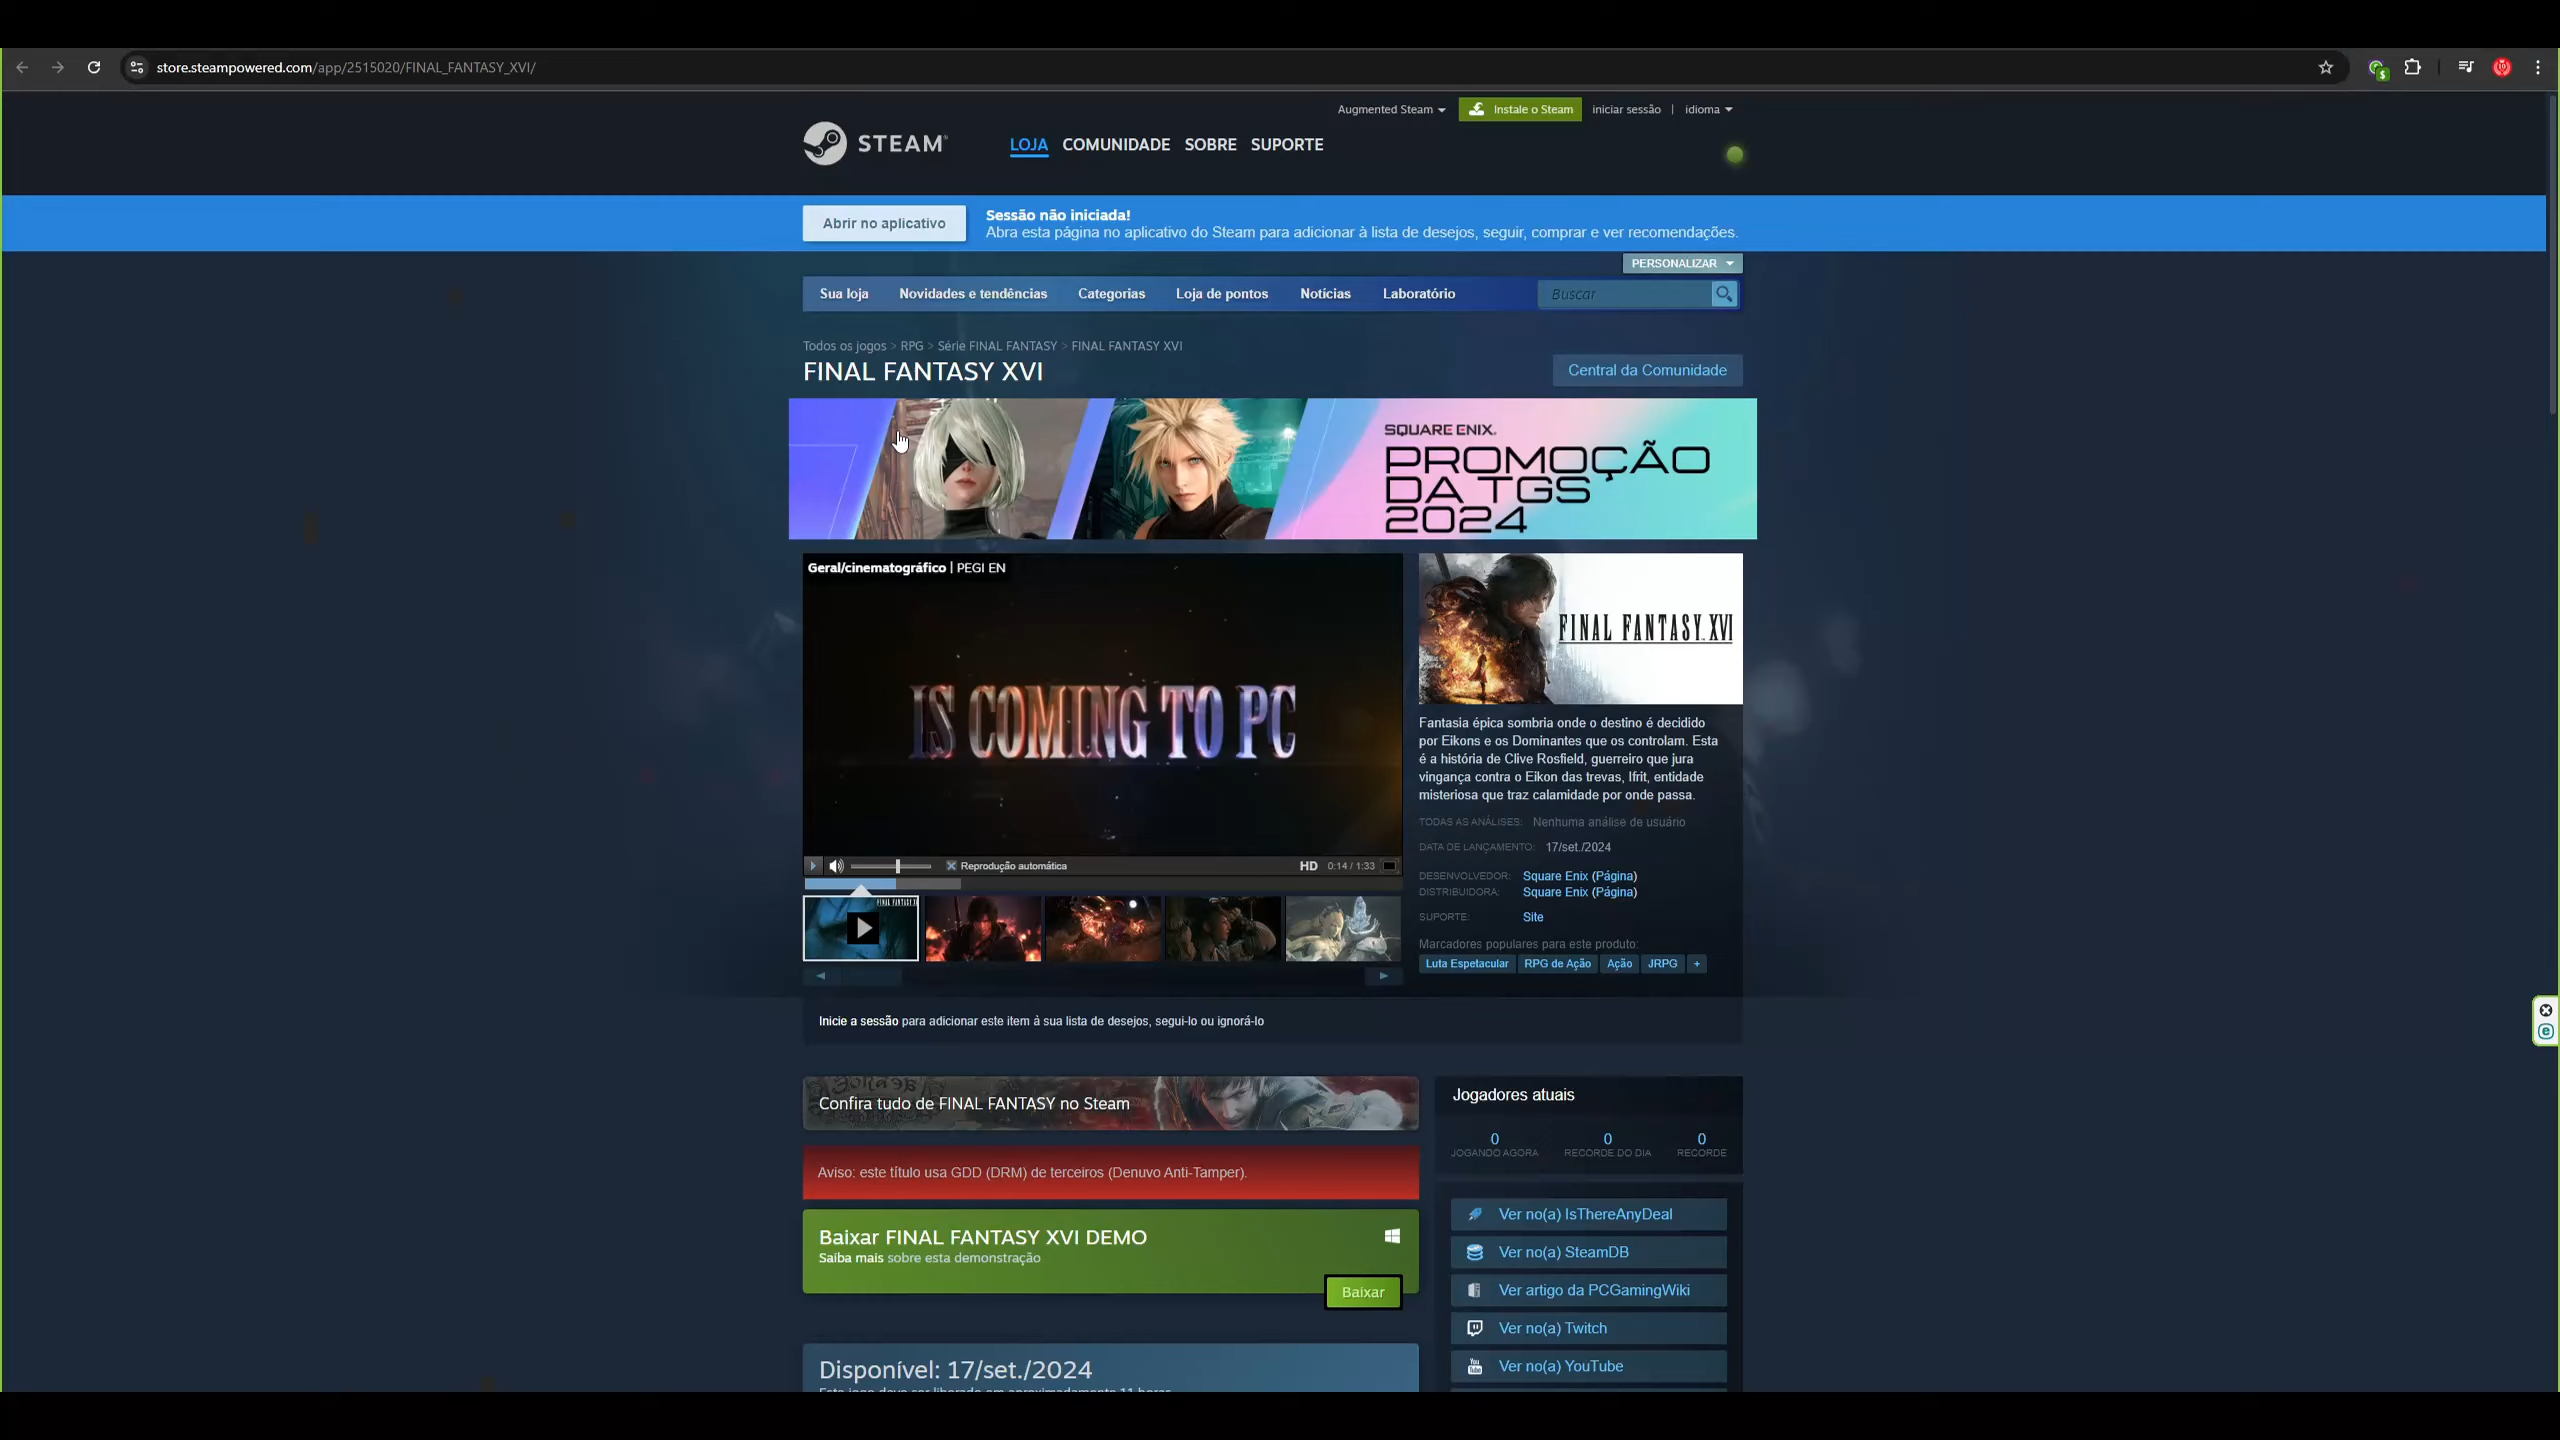 store.steampowered.com/app/2515020/FINAL_FANTASY_XVI/
Augmented Steam
Instale o Steam
iniciar sessão | idioma
STEAM
LOJA COMUNIDADE SOBRE SUPORTE
Abrir no aplicativo
Sessão não iniciada!
Abra esta página no aplicativo do Steam para adicionar à lista de desejos, seguir, comprar e ver recomendações.
PERSONALIZAR
Sua loja Novidades e tendências Categorias Loja de pontos Notícias Laboratório
Buscar
Todos os jogos > RPG > Série FINAL FANTASY > FINAL FANTASY XVI
FINAL FANTASY XVI
Central da Comunidade
SQUARE ENIX.
PROMOÇÃO
DA TGS
2024
Geral/cinematográfico | PEGI EN
IS COMING TO PC
Reprodução automática
HD 0:14 / 1:33
FINAL FANTASY XVI
Fantasia épica sombria onde o destino é decidido
por Eikons e os Dominantes que os controlam. Esta
é a história de Clive Rosfield, guerreiro que jura
vingança contra o Eikon das trevas, Ifrit, entidade
misteriosa que traz calamidade por onde passa.
TODAS AS ANÁLISES: Nenhuma análise de usuário
DATA DE LANÇAMENTO: 17/set./2024
DESENVOLVEDOR: Square Enix (Página)
DISTRIBUIDORA: Square Enix (Página)
SUPORTE: Site
Marcadores populares para este produto:
Luta Espetacular RPG de Ação Ação JRPG +
Inicie a sessão para adicionar este item à sua lista de desejos, segui-lo ou ignorá-lo
Confira tudo de FINAL FANTASY no Steam
Aviso: este título usa GDD (DRM) de terceiros (Denuvo Anti-Tamper).
Baixar FINAL FANTASY XVI DEMO
Saiba mais sobre esta demonstração
Baixar
Disponível: 17/set./2024
Jogadores atuais
0 0 0
JOGANDO AGORA RECORDE DO DIA RECORDE
Ver no(a) IsThereAnyDeal
Ver no(a) SteamDB
Ver artigo da PCGamingWiki
Ver no(a) Twitch
Ver no(a) YouTube